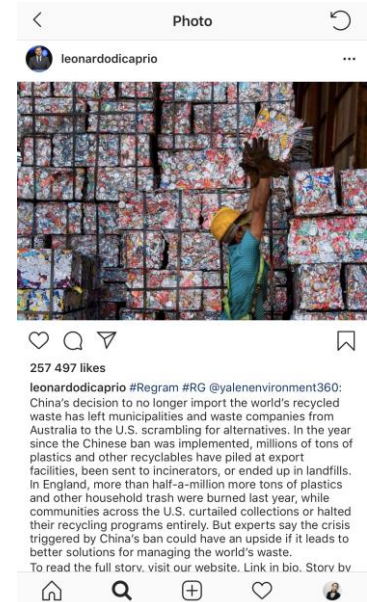 Photo
leonardodicaprio
257 497 likes
leonardodicaprio #Regram #RG @yalenenvironment360:
China's decision to no longer import the world's recycled
waste has left municipalities and waste companies from
Australia to the U.S. scrambling for alternatives. In the year
since the Chinese ban was implemented, millions of tons of
plastics and other recyclables have piled at export
facilities, been sent to incinerators, or ended up in landfills.
In England, more than half-a-million more tons of plastics
and other household trash were burned last year, while
communities across the U.S. curtailed collections or halted
their recycling programs entirely. But experts say the crisis
triggered by China's ban could have an upside if it leads to
better solutions for managing the world's waste.
To read the full story, visit our website. Link in bio. Story by